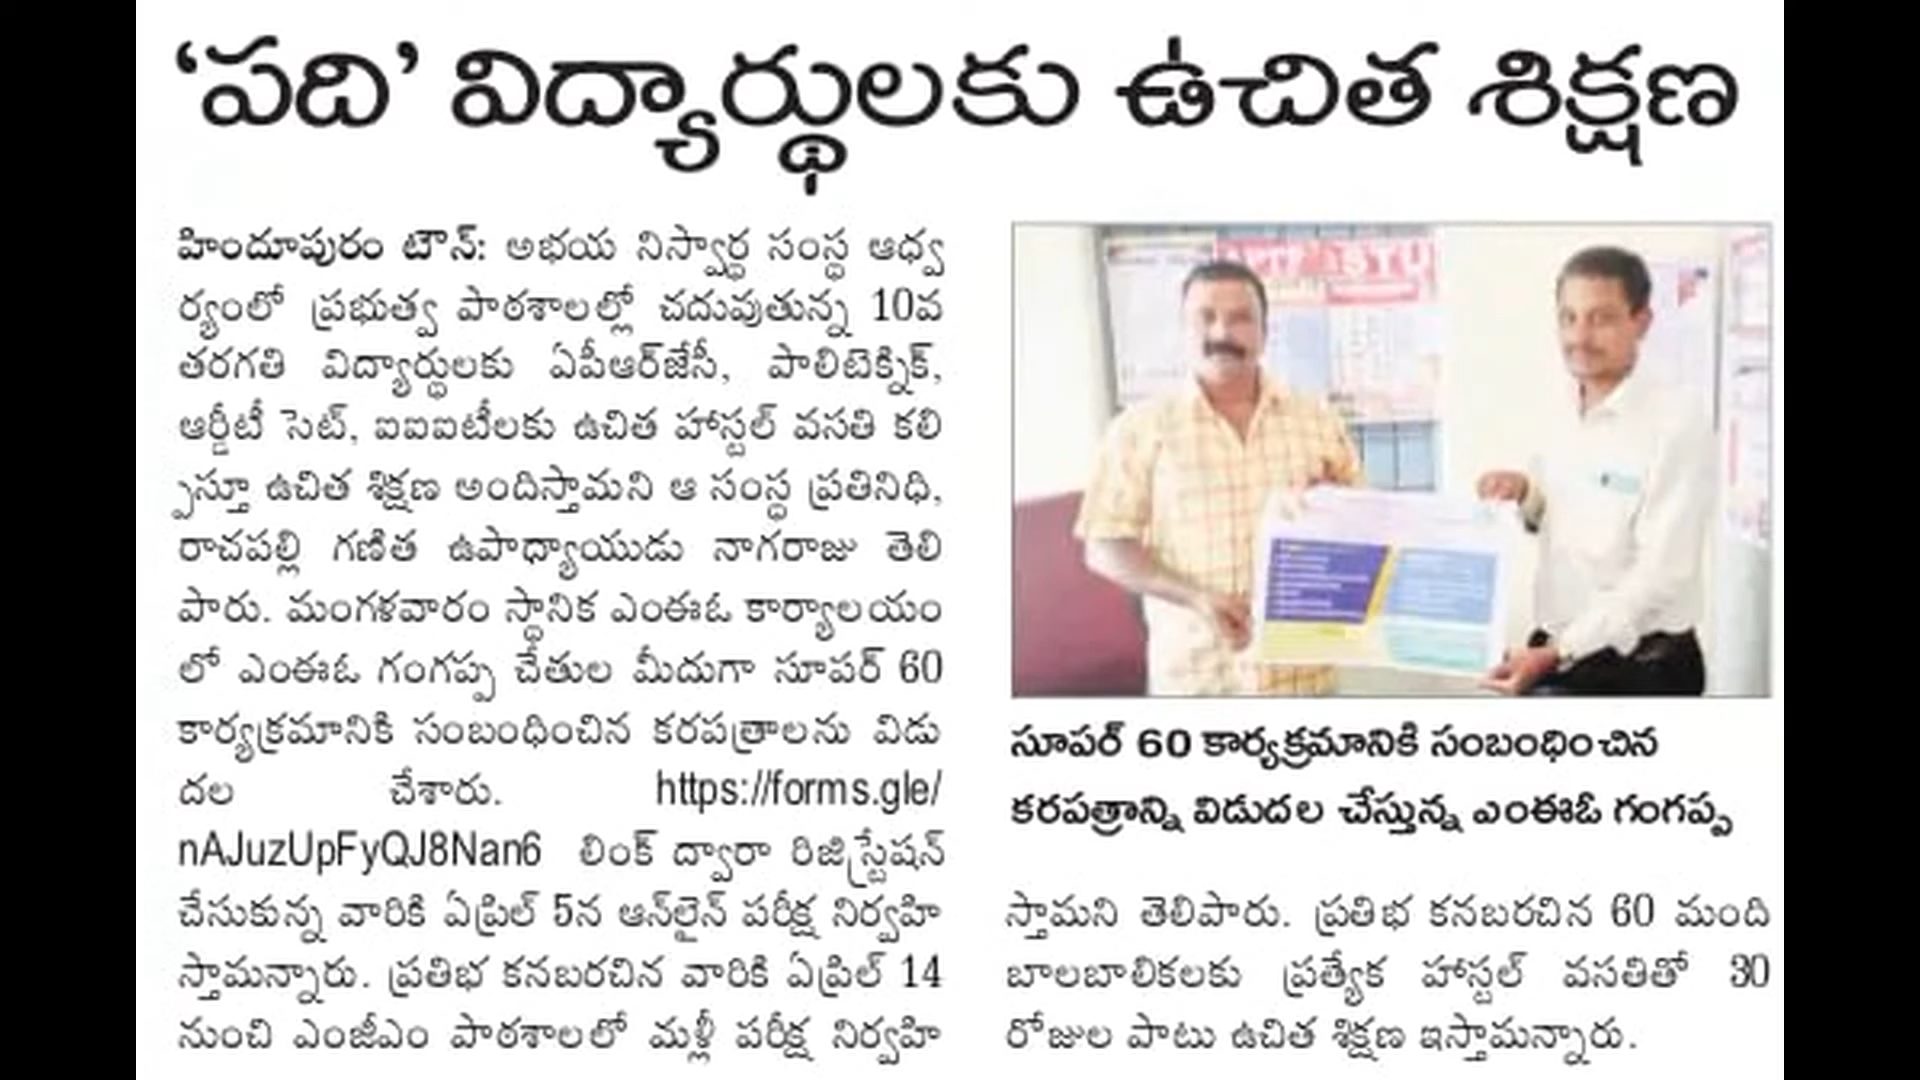 ‘పది’ విద్యార్థులకు ఉచిత శిక్షణ
హిందూపురం టౌన్: అభయ నిస్వార్థ సంస్థ ఆధ్వ
ర్యంలో ప్రభుత్వ పాఠశాలల్లో చదువుతున్న 10వ
తరగతి విద్యార్థులకు ఏపీఆర్‌జేసీ, పాలిటెక్నిక్,
ఆర్డీటీ సెట్, ఐఐఐటీలకు ఉచిత హాస్టల్ వసతి కలి
్పస్తూ ఉచిత శిక్షణ అందిస్తామని ఆ సంస్థ ప్రతినిధి,
రాచపల్లి గణిత ఉపాధ్యాయుడు నాగరాజు తెలి
పారు. మంగళవారం స్థానిక ఎంఈఓ కార్యాలయం
లో ఎంఈఓ గంగప్ప చేతుల మీదుగా సూపర్ 60
కార్యక్రమానికి సంబంధించిన కరపత్రాలను విడు
దల చేశారు. https://forms.gle/
nAJuzUpFyQJ8Nan6 లింక్ ద్వారా రిజిస్ట్రేషన్
చేసుకున్న వారికి ఏప్రిల్ 5న ఆన్‌లైన్ పరీక్ష నిర్వహి
స్తామన్నారు. ప్రతిభ కనబరచిన వారికి ఏప్రిల్ 14
నుంచి ఎంజీఎం పాఠశాలలో మళ్లీ పరీక్ష నిర్వహి
STU
సూపర్ 60 కార్యక్రమానికి సంబంధించిన
కరపత్రాన్ని విడుదల చేస్తున్న ఎంఈఓ గంగప్ప
స్తామని తెలిపారు. ప్రతిభ కనబరచిన 60 మంది
బాలబాలికలకు ప్రత్యేక హాస్టల్ వసతితో 30
రోజుల పాటు ఉచిత శిక్షణ ఇస్తామన్నారు.